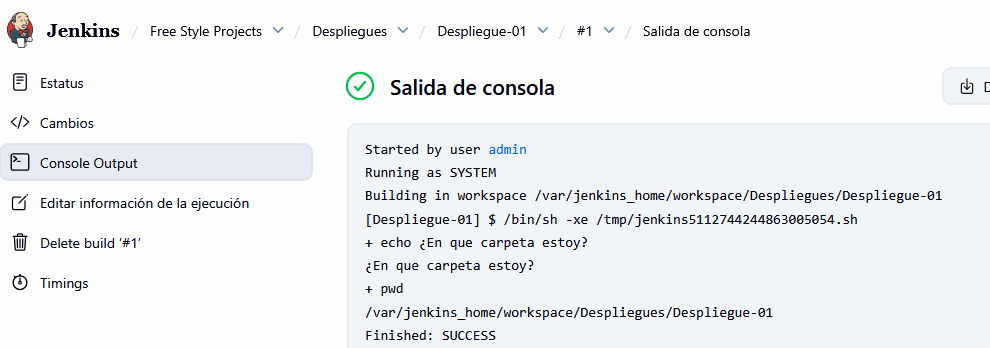 Jenkins / Free Style Projects / Despliegues / Despliegue-01 / #1 / Salida de consola
Estatus
Cambios
Console Output
Editar información de la ejecución
Delete build ‘#1’
Timings
Salida de consola
D
Started by user admin
Running as SYSTEM
Building in workspace /var/jenkins_home/workspace/Despliegues/Despliegue-01
[Despliegue-01] $ /bin/sh -xe /tmp/jenkins5112744244863005054.sh
+ echo ¿En que carpeta estoy?
¿En que carpeta estoy?
+ pwd
/var/jenkins_home/workspace/Despliegues/Despliegue-01
Finished: SUCCESS